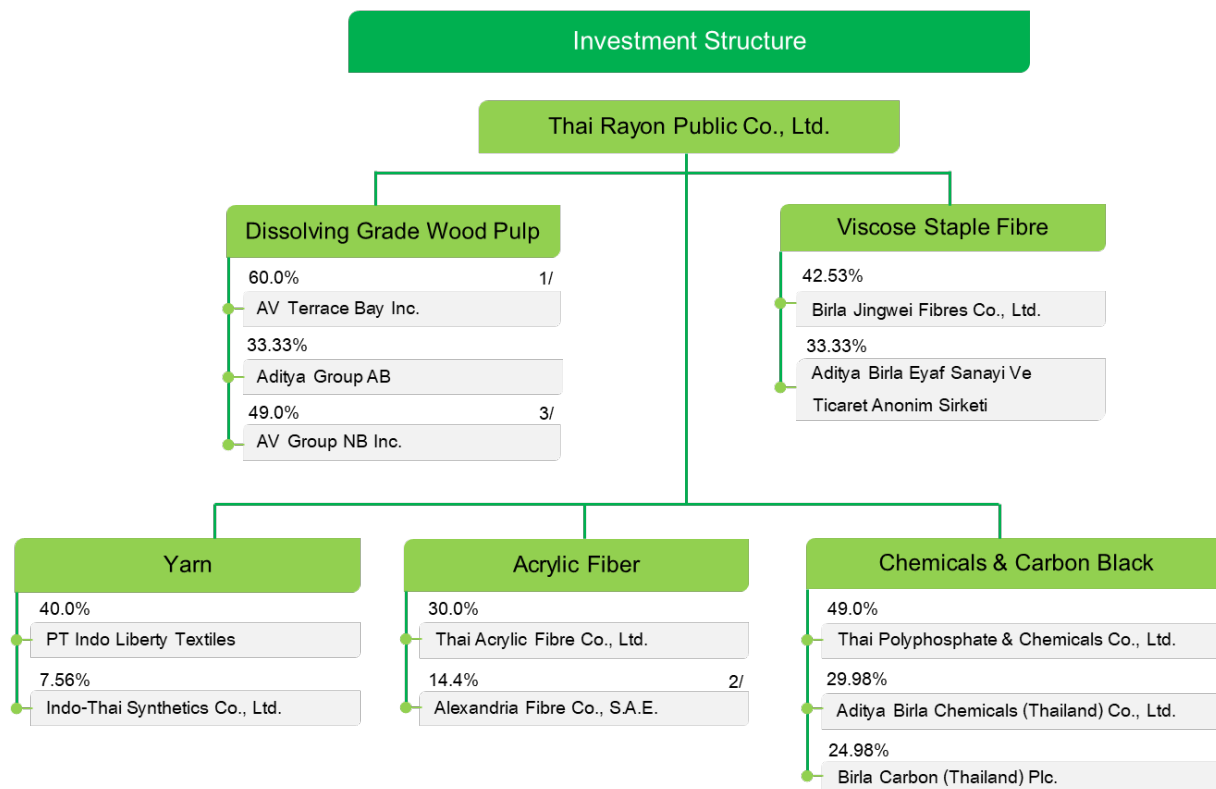 Investment Structure
Thai Rayon Public Co., Ltd.
Dissolving Grade Wood Pulp
60.0% 1/
AV Terrace Bay Inc.
33.33%
Aditya Group AB
49.0% 3/
AV Group NB Inc.
Viscose Staple Fibre
42.53%
Birla Jingwei Fibres Co., Ltd.
33.33%
Aditya Birla Eyaf Sanayi Ve
Ticaret Anonim Sirketi
Yarn
40.0%
PT Indo Liberty Textiles
7.56%
Indo-Thai Synthetics Co., Ltd.
Acrylic Fiber
30.0%
Thai Acrylic Fibre Co., Ltd.
14.4% 2/
Alexandria Fibre Co., S.A.E.
Chemicals & Carbon Black
49.0%
Thai Polyphosphate & Chemicals Co., Ltd.
29.98%
Aditya Birla Chemicals (Thailand) Co., Ltd.
24.98%
Birla Carbon (Thailand) Plc.